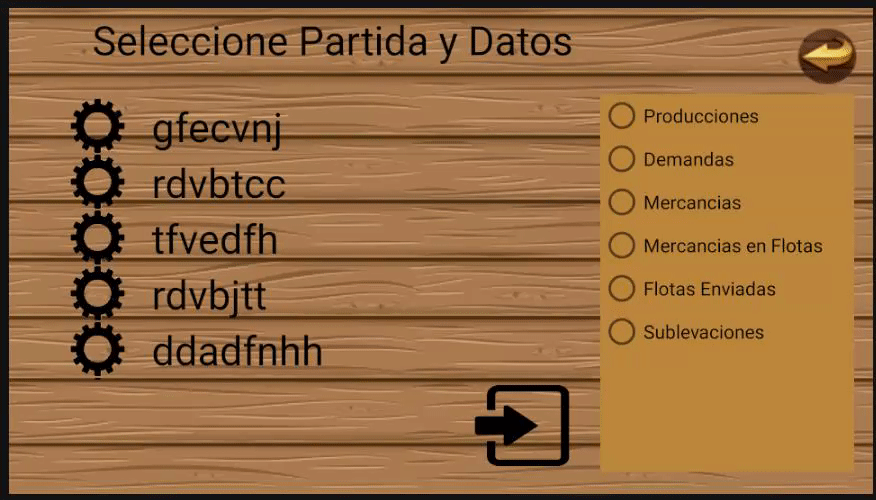 Seleccione Partida y Datos
gfecvnj
rdvbtcc
tfvedfh
rdvbjtt
ddadfnhh
Producciones
Demandas
Mercancias
Mercancias en Flotas
Flotas Enviadas
Sublevaciones